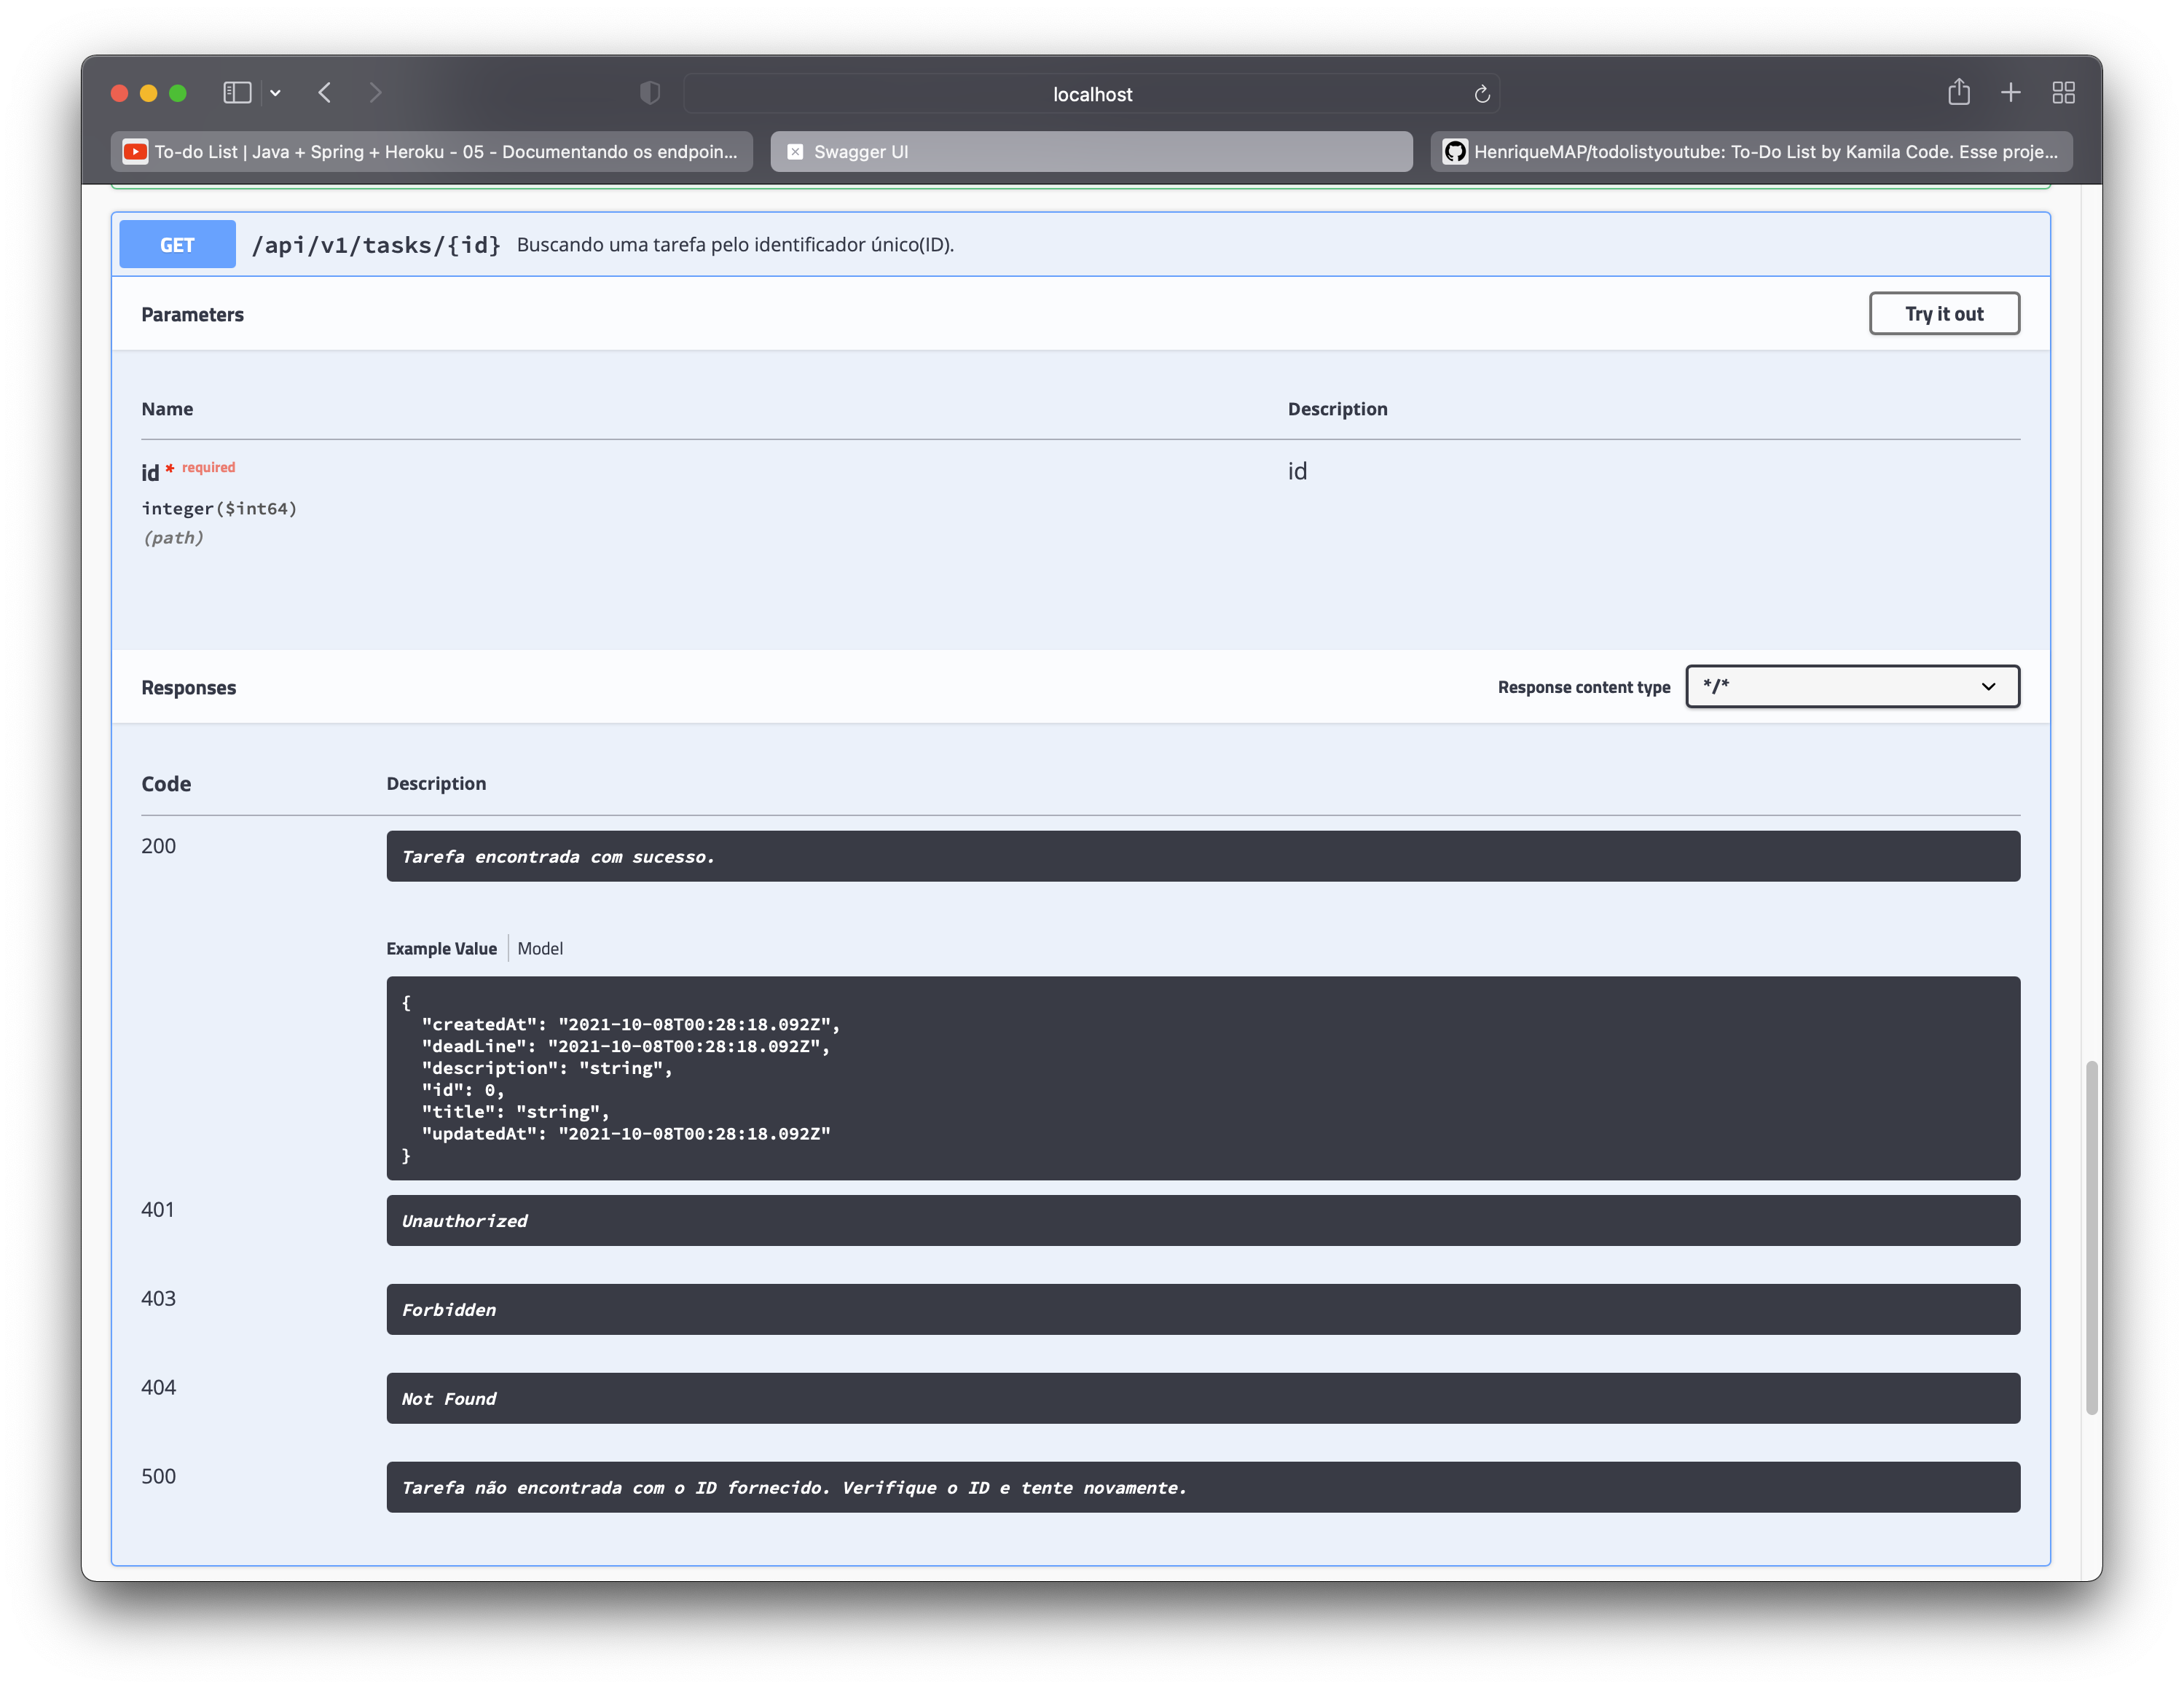 localhost
To-do List | Java + Spring + Heroku - 05 - Documentando os endpoin...
Swagger UI
HenriqueMAP/todolistyoutube: To-Do List by Kamila Code. Esse proje...
GET /api/v1/tasks/{id} Buscando uma tarefa pelo identificador único(ID).
Parameters
Try it out
Name Description
id * required
id
integer($int64)
(path)
Responses
Response content type */*
Code Description
200
Tarefa encontrada com sucesso.
Example Value Model
{
"createdAt": "2021-10-08T00:28:18.092Z",
"deadLine": "2021-10-08T00:28:18.092Z",
"description": "string",
"id": 0,
"title": "string",
"updatedAt": "2021-10-08T00:28:18.092Z"
}
401
Unauthorized
403
Forbidden
404
Not Found
500
Tarefa não encontrada com o ID fornecido. Verifique o ID e tente novamente.